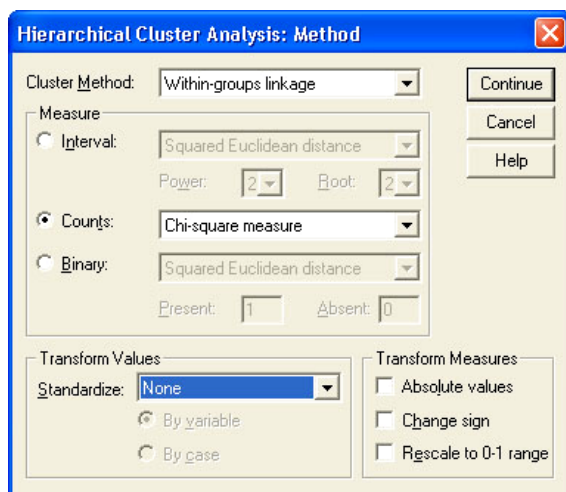 Hierarchical Cluster Analysis: Method
Cluster Method: Within-groups linkage
Continue
Cancel
Help
Measure
Interval: Squared Euclidean distance
Power: 2 Root: 2
Counts: Chi-square measure
Binary: Squared Euclidean distance
Present: 1 Absent: 0
Transform Values
Standardize: None
By variable
By case
Transform Measures
Absolute values
Change sign
Rescale to 0-1 range